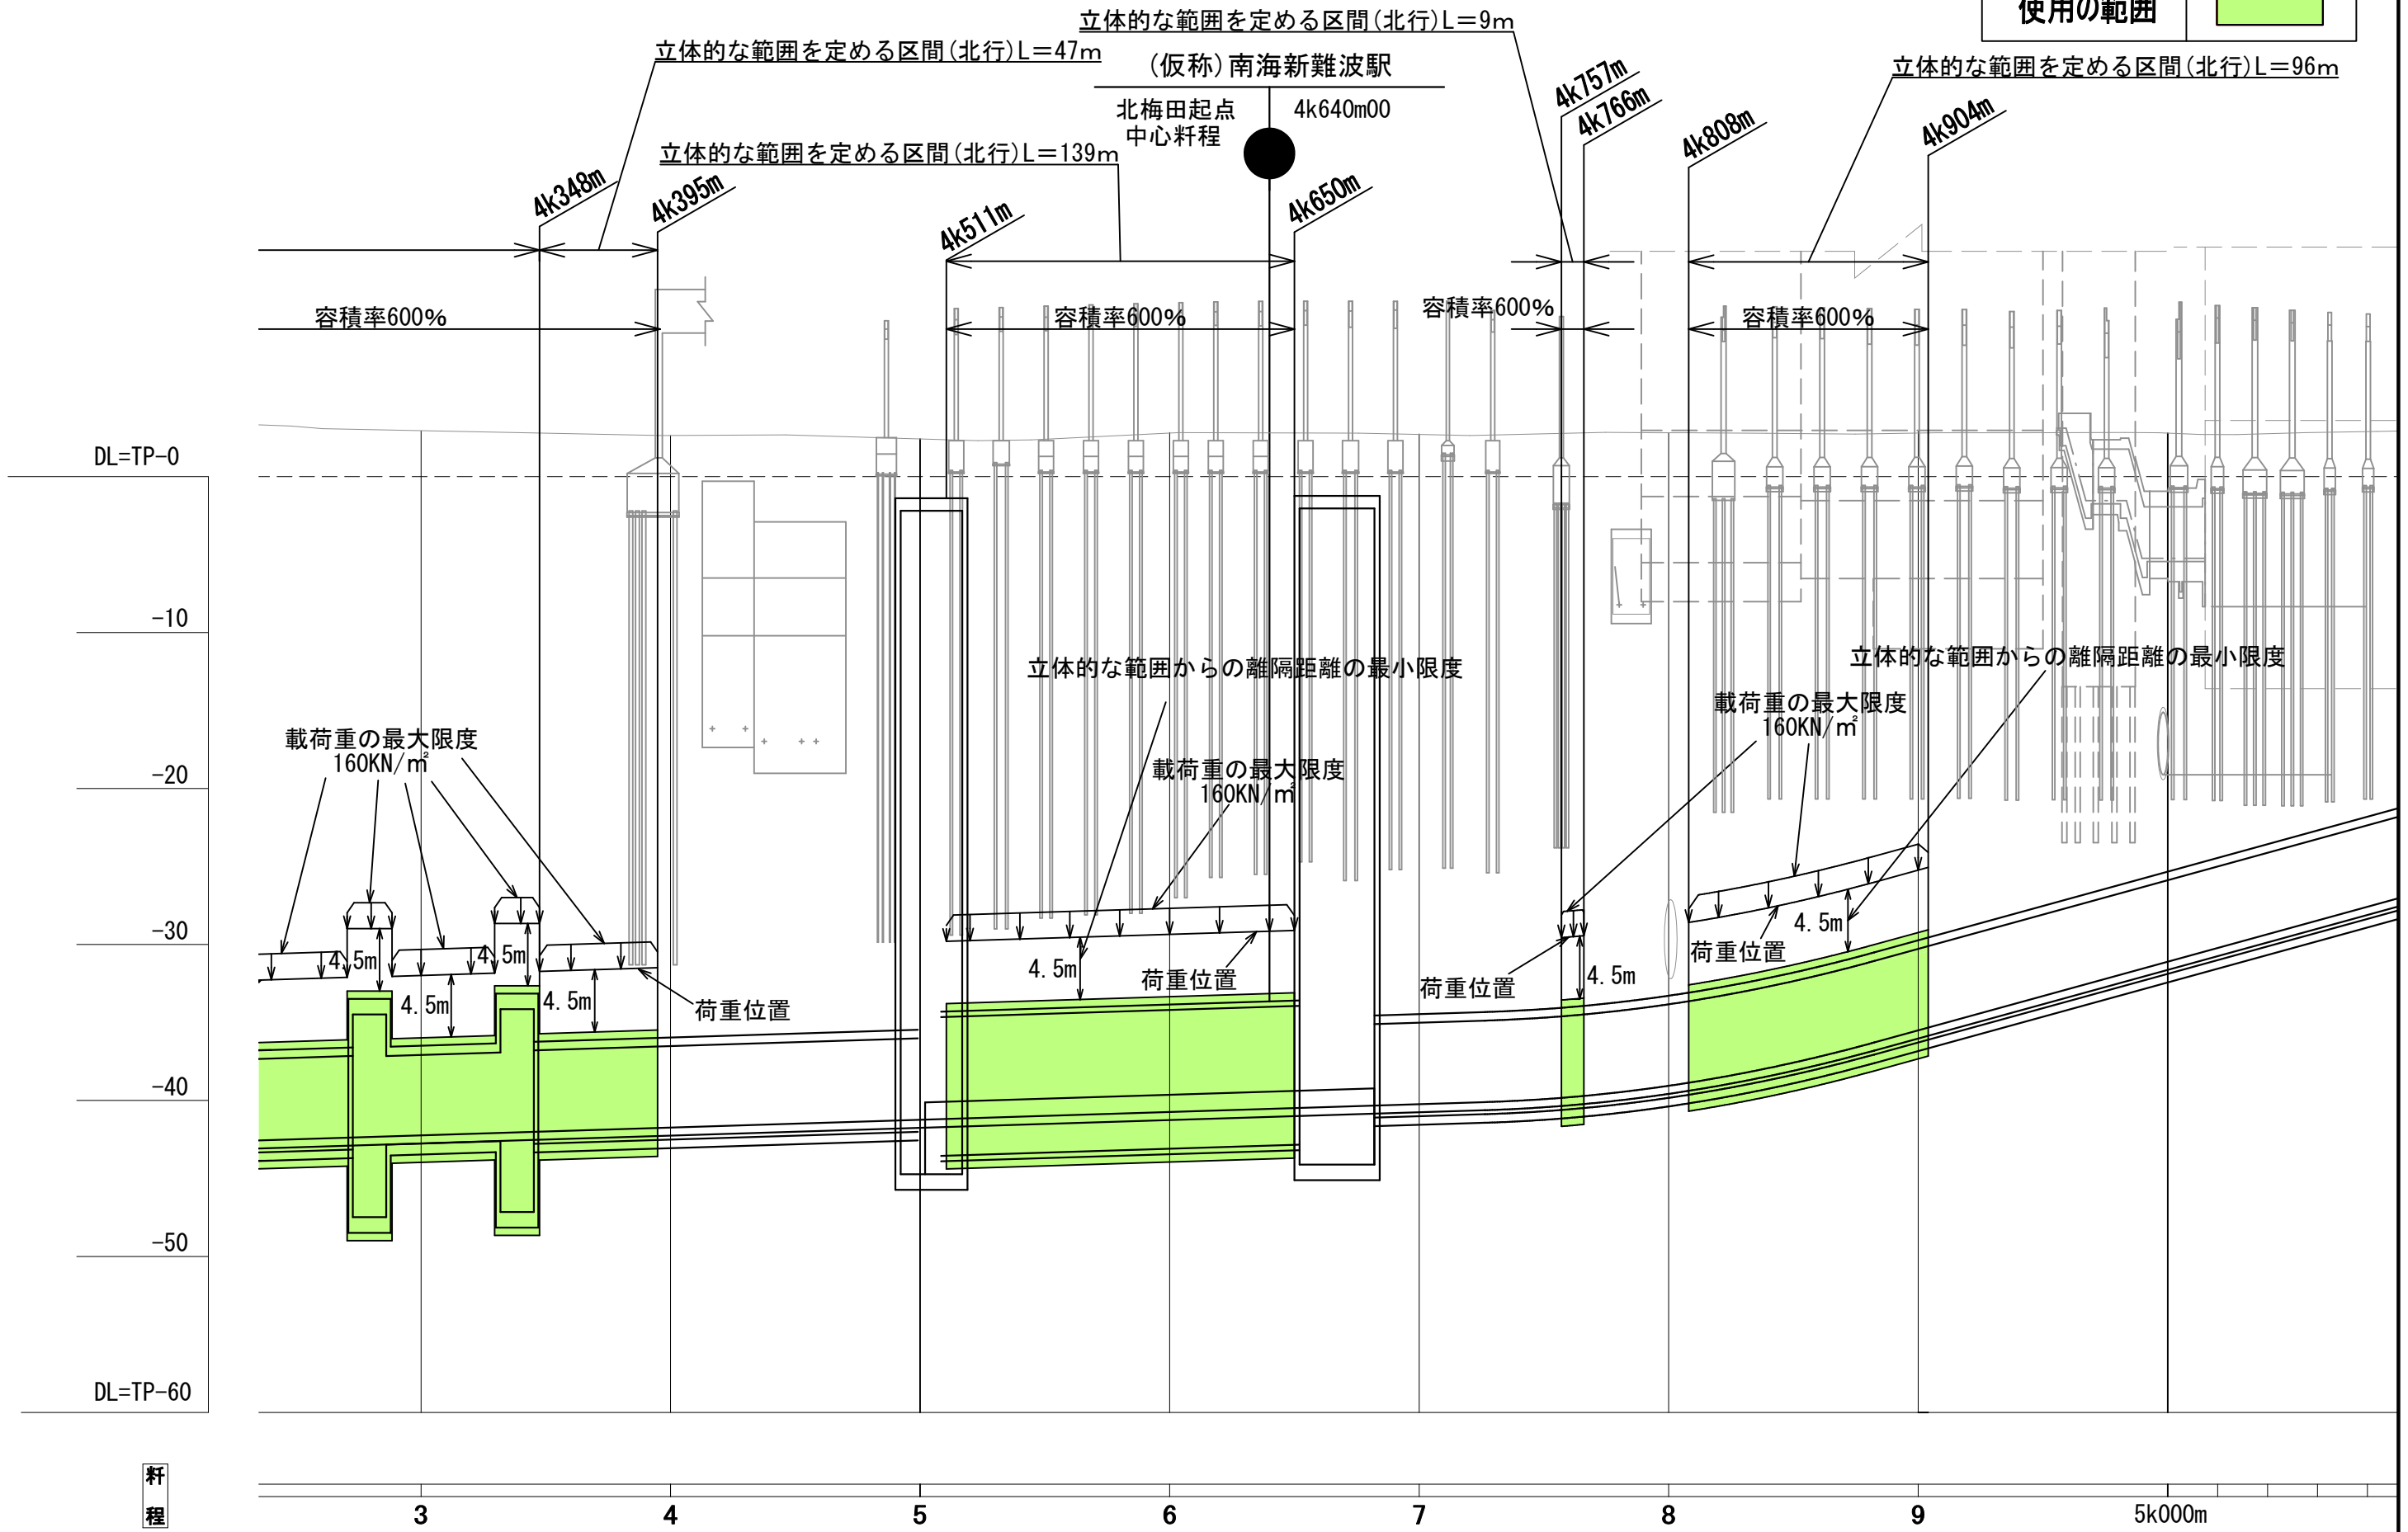 使用の範囲
立体的な範囲を定める区間(北行)L=9m
立体的な範囲を定める区間(北行)L=47m
(仮称)南海新難波駅
立体的な範囲を定める区間(北行)L=96m
北梅田起点
中心粁程
4k640m00
立体的な範囲を定める区間(北行)L=139m
4k348m
4k395m
4k511m
4k650m
4k757m
4k766m
4k808m
4k904m
容積率600%
容積率600%
容積率600%
容積率600%
DL=TP-0
-10
-20
-30
-40
-50
DL=TP-60
立体的な範囲からの離隔距離の最小限度
立体的な範囲からの離隔距離の最小限度
載荷重の最大限度
160KN/㎡
載荷重の最大限度
160KN/㎡
載荷重の最大限度
160KN/㎡
4.5m
4.5m
4.5m
4.5m
荷重位置
4.5m
荷重位置
荷重位置
4.5m
荷重位置
4.5m
粁程
3
4
5
6
7
8
9
5k000m